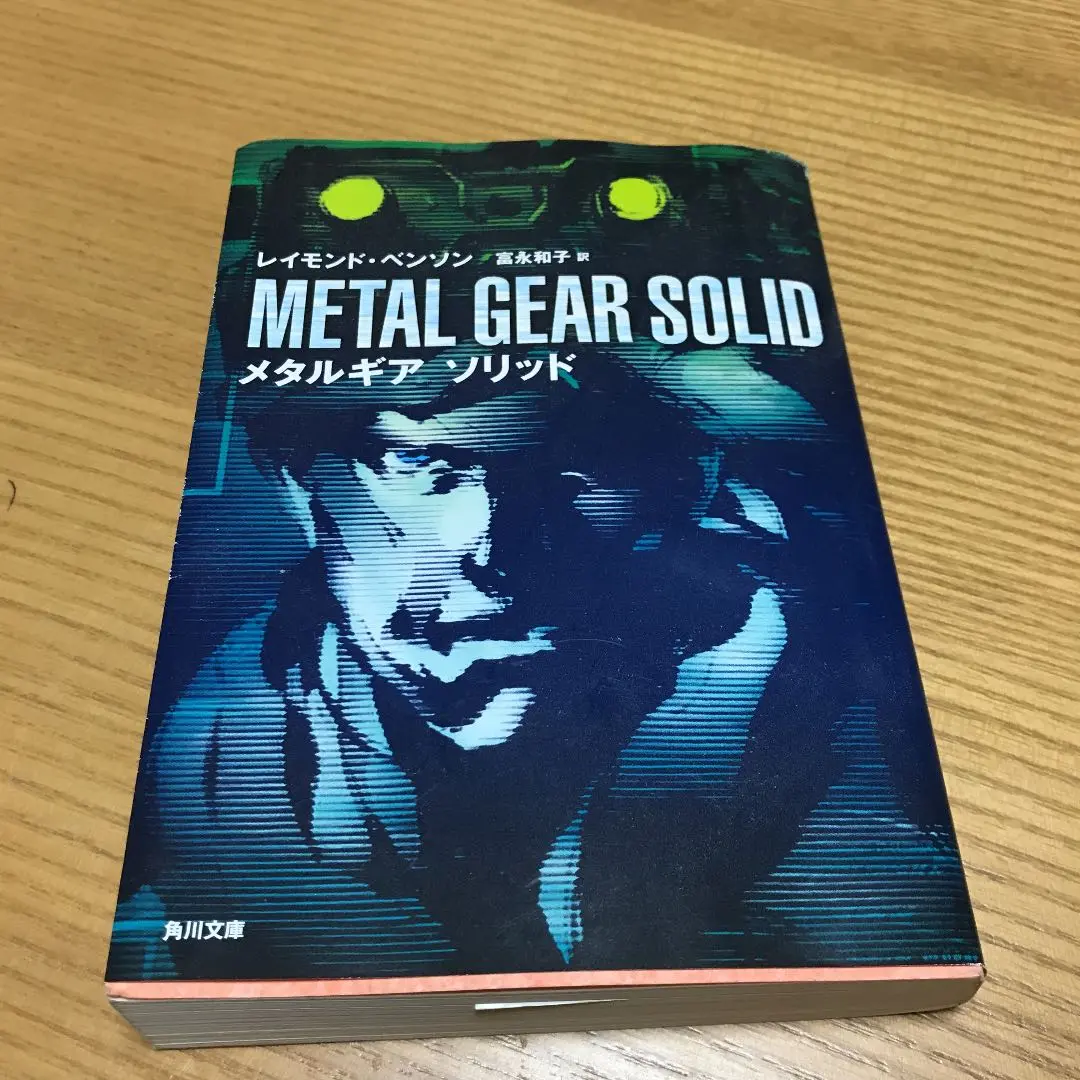 レイモンド・ベンソン 富永和子 訳
METAL GEAR SOLID
メタルギア ソリッド
角川文庫